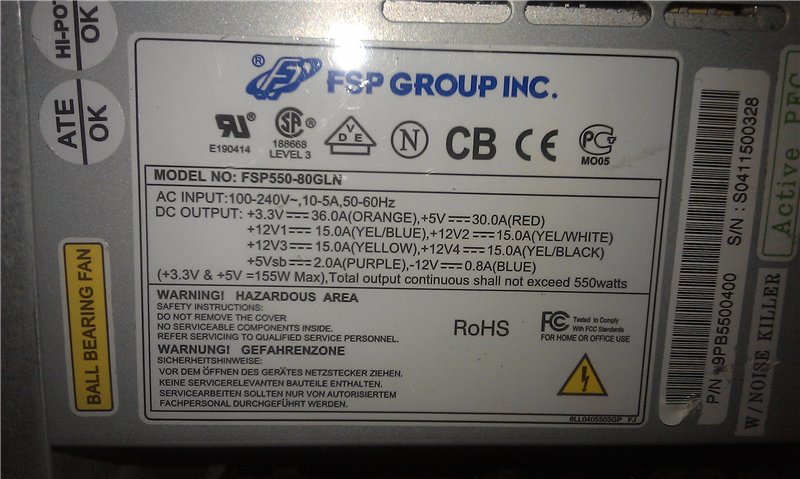 HI-POT
OK
ATE
OK
BALL BEARING FAN
® FSP GROUP INC.
E190414
SA ®
188668
LEVEL 3
VDE
N
CB
CE
PG
MO05
MODEL NO: FSP550-80GLN
AC INPUT:100-240V~,10-5A,50-60Hz
DC OUTPUT: +3.3V⎓36.0A(ORANGE),+5V⎓30.0A(RED)
+12V1⎓15.0A(YEL/BLUE),+12V2⎓15.0A(YEL/WHITE)
+12V3⎓15.0A(YELLOW),+12V4⎓15.0A(YEL/BLACK)
+5Vsb⎓2.0A(PURPLE),-12V⎓0.8A(BLUE)
(+3.3V & +5V =155W Max),Total output continuous shall not exceed 550watts
WARNING! HAZARDOUS AREA
SAFETY INSTRUCTIONS:
DO NOT REMOVE THE COVER
NO SERVICEABLE COMPONENTS INSIDE.
REFER SERVICING TO QUALIFIED SERVICE PERSONNEL.
WARNUNG! GEFAHRENZONE
SICHERHEITSHINWEISE:
VOR DEM ÖFFNEN DES GERÄTES NETZSTECKER ZIEHEN.
KEINE SERVICERELEVANTEN BAUTEILE ENTHALTEN.
SERVICEARBEITEN SOLLTEN NUR VON AUTORISIERTEM
FACHPERSONAL DURCHGEFÜHRT WERDEN.
RoHS
FC Tested to Comply
With FCC Standards
FOR HOME OR OFFICE USE
P/N :9PB5500400 S/N : S0411500328
Active PFC
W/NOISE KILLER